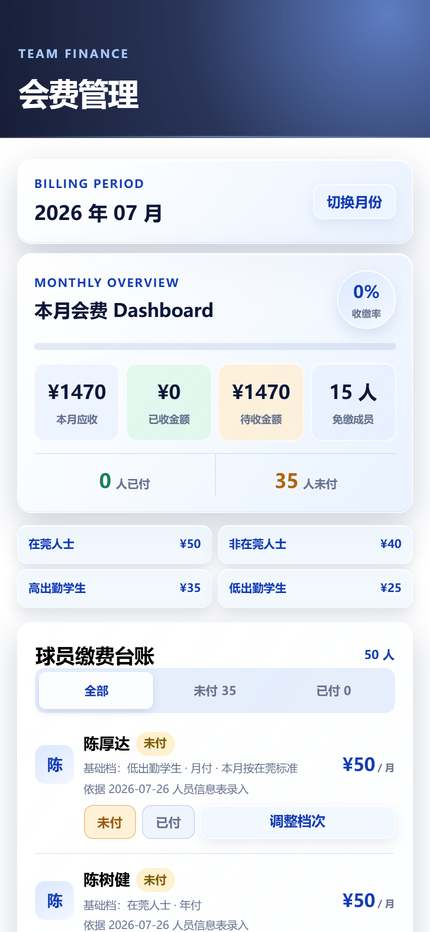 TEAM FINANCE
会费管理
BILLING PERIOD
2026 年 07 月
切换月份
MONTHLY OVERVIEW
本月会费 Dashboard
0%
收缴率
¥1470
本月应收
¥0
已收金额
¥1470
待收金额
15 人
免缴成员
0 人已付
35 人未付
在莞人士 ¥50
非在莞人士 ¥40
高出勤学生 ¥35
低出勤学生 ¥25
球员缴费台账
50 人
全部 未付 35 已付 0
陈
陈厚达 未付
基础档：低出勤学生 · 月付 · 本月按在莞标准
依据 2026-07-26 人员信息表录入
¥50 / 月
未付 已付 调整档次
陈
陈树健 未付
基础档：在莞人士 · 年付
依据 2026-07-26 人员信息表录入
¥50 / 月